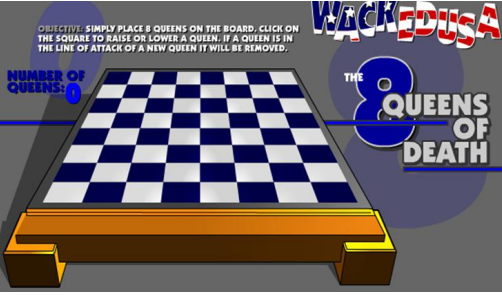 OBJECTIVE: SIMPLY PLACE 8 QUEENS ON THE BOARD. CLICK ON
THE SQUARE TO RAISE OR LOWER A QUEEN. IF A QUEEN IS IN
THE LINE OF ATTACK OF A NEW QUEEN IT WILL BE REMOVED.
WACKEDUSA
NUMBER OF
QUEENS: 0
THE
8
QUEENS
OF
DEATH